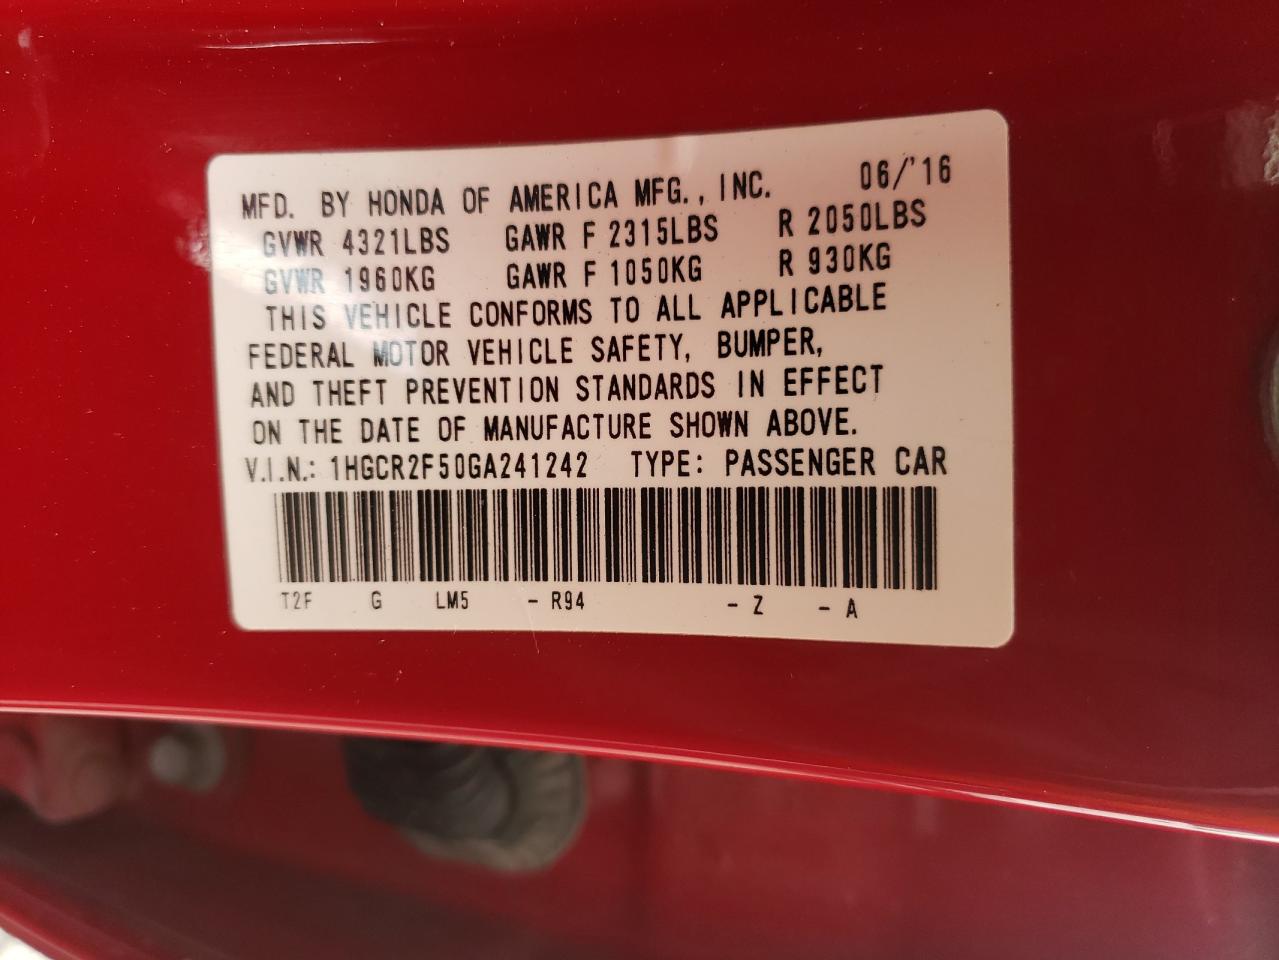 MFD. BY HONDA OF AMERICA MFG., INC. 06/'16
GVWR 4321LBS GAWR F 2315LBS R 2050LBS
GVWR 1960KG GAWR F 1050KG R 930KG
THIS VEHICLE CONFORMS TO ALL APPLICABLE
FEDERAL MOTOR VEHICLE SAFETY, BUMPER,
AND THEFT PREVENTION STANDARDS IN EFFECT
ON THE DATE OF MANUFACTURE SHOWN ABOVE.
V.I.N.: 1HGCR2F50GA241242 TYPE: PASSENGER CAR
T2F G LM5 - R94 - Z - A